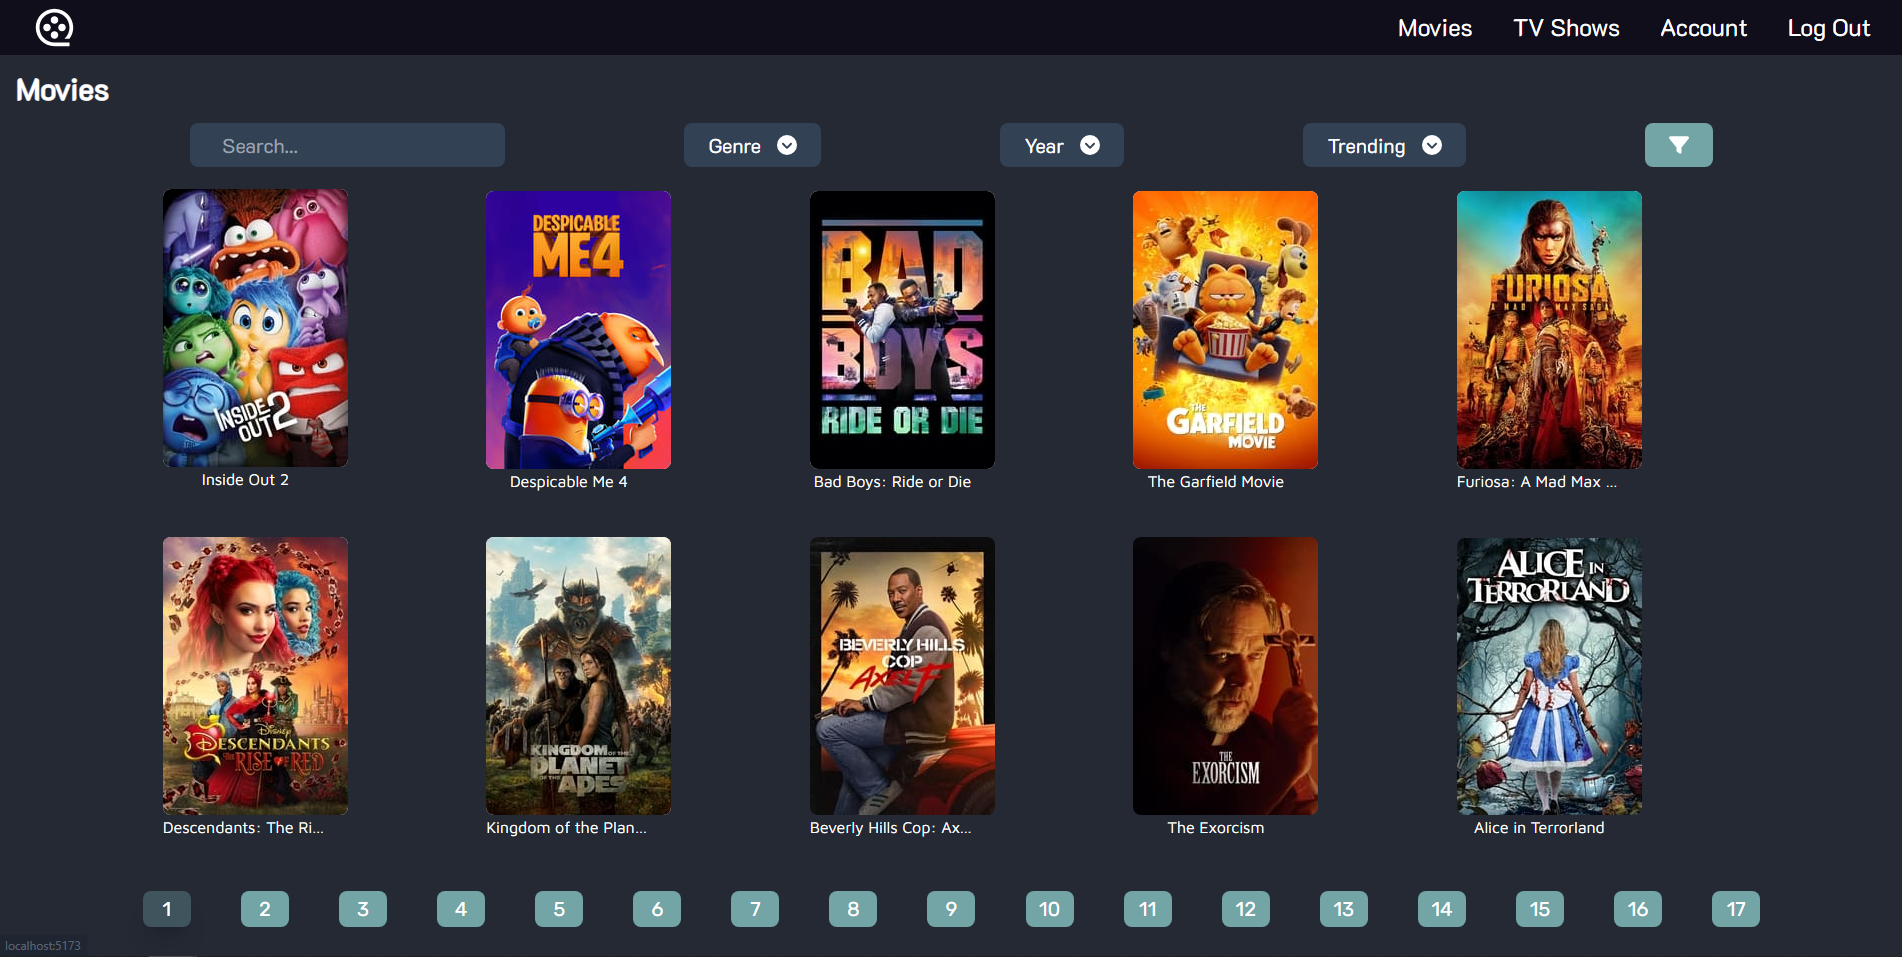 Movies TV Shows Account Log Out
Movies
Search... Genre Year Trending
DESPICABLE
ME 4
BAD
BOYS
RIDE OR DIE
THE
GARFIELD
MOVIE
FURIOSA
A MAD MAX SAGA
INSIDE
OUT 2
Inside Out 2
Despicable Me 4
Bad Boys: Ride or Die
The Garfield Movie
Furiosa: A Mad Max ...
Disney
DESCENDANTS
THE RISE OF RED
KINGDOM OF THE
PLANET
OF THE APES
BEVERLY HILLS
COP
AXEL F
THE
EXORCISM
ALICE IN
TERRORLAND
Descendants: The Ri...
Kingdom of the Plan...
Beverly Hills Cop: Ax...
The Exorcism
Alice in Terrorland
1 2 3 4 5 6 7 8 9 10 11 12 13 14 15 16 17
localhost:5173